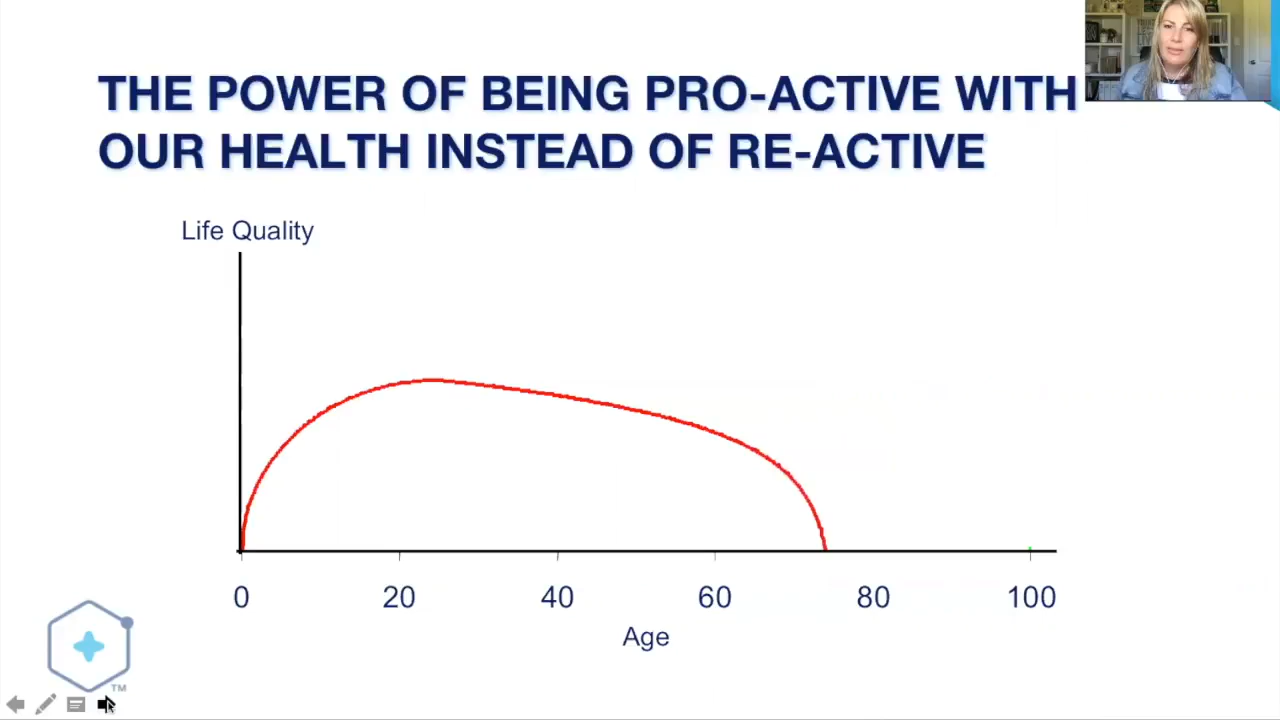 THE POWER OF BEING PRO-ACTIVE WITH
OUR HEALTH INSTEAD OF RE-ACTIVE
Life Quality
0 20 40 60 80 100
Age
TM